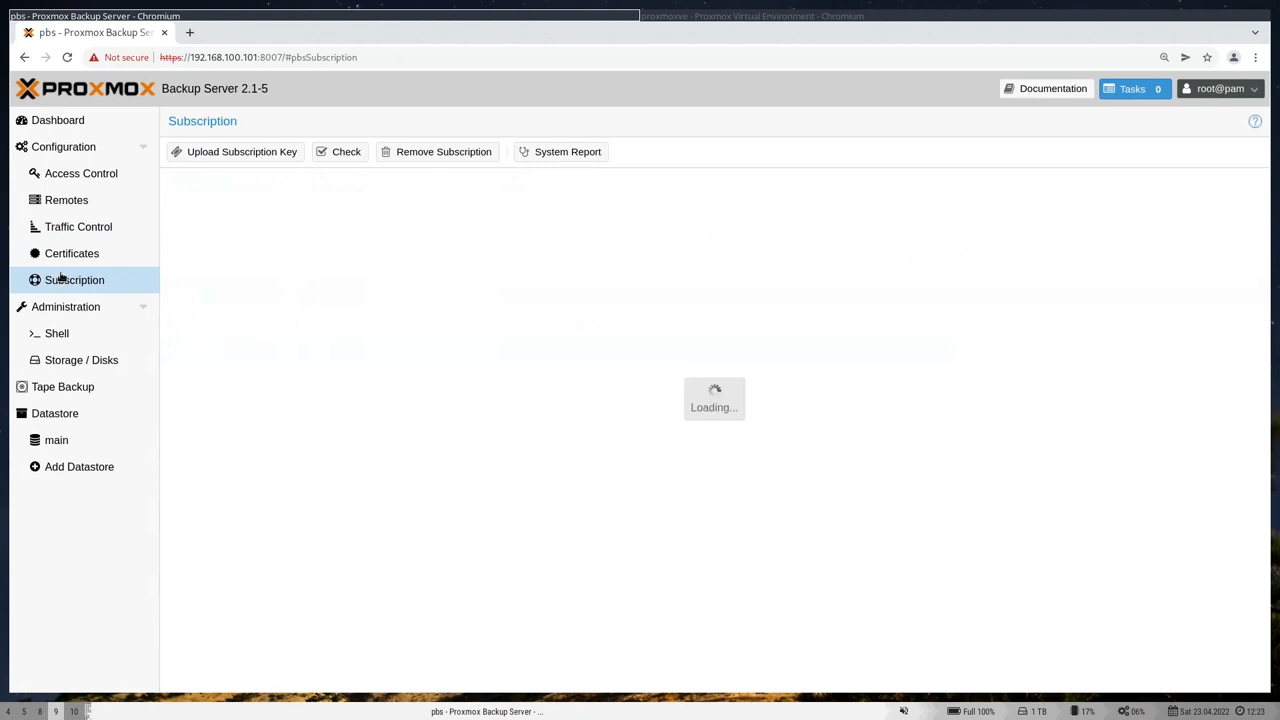 pbs - Proxmox Backup Server - Chromium
proxmoxve - Proxmox Virtual Environment - Chromium
pbs - Proxmox Backup Ser
Not secure
https://192.168.100.101:8007/#pbsSubscription
PROXMOX
Backup Server 2.1-5
Documentation
Tasks 0
root@pam
Dashboard
Configuration
Access Control
Remotes
Traffic Control
Certificates
Subscription
Administration
Shell
Storage / Disks
Tape Backup
Datastore
main
Add Datastore
Subscription
Upload Subscription Key
Check
Remove Subscription
System Report
Loading...
4 5 8 9 10
pbs - Proxmox Backup Server - ...
Full 100%
1 TB
17%
06%
Sat 23.04.2022
12:23